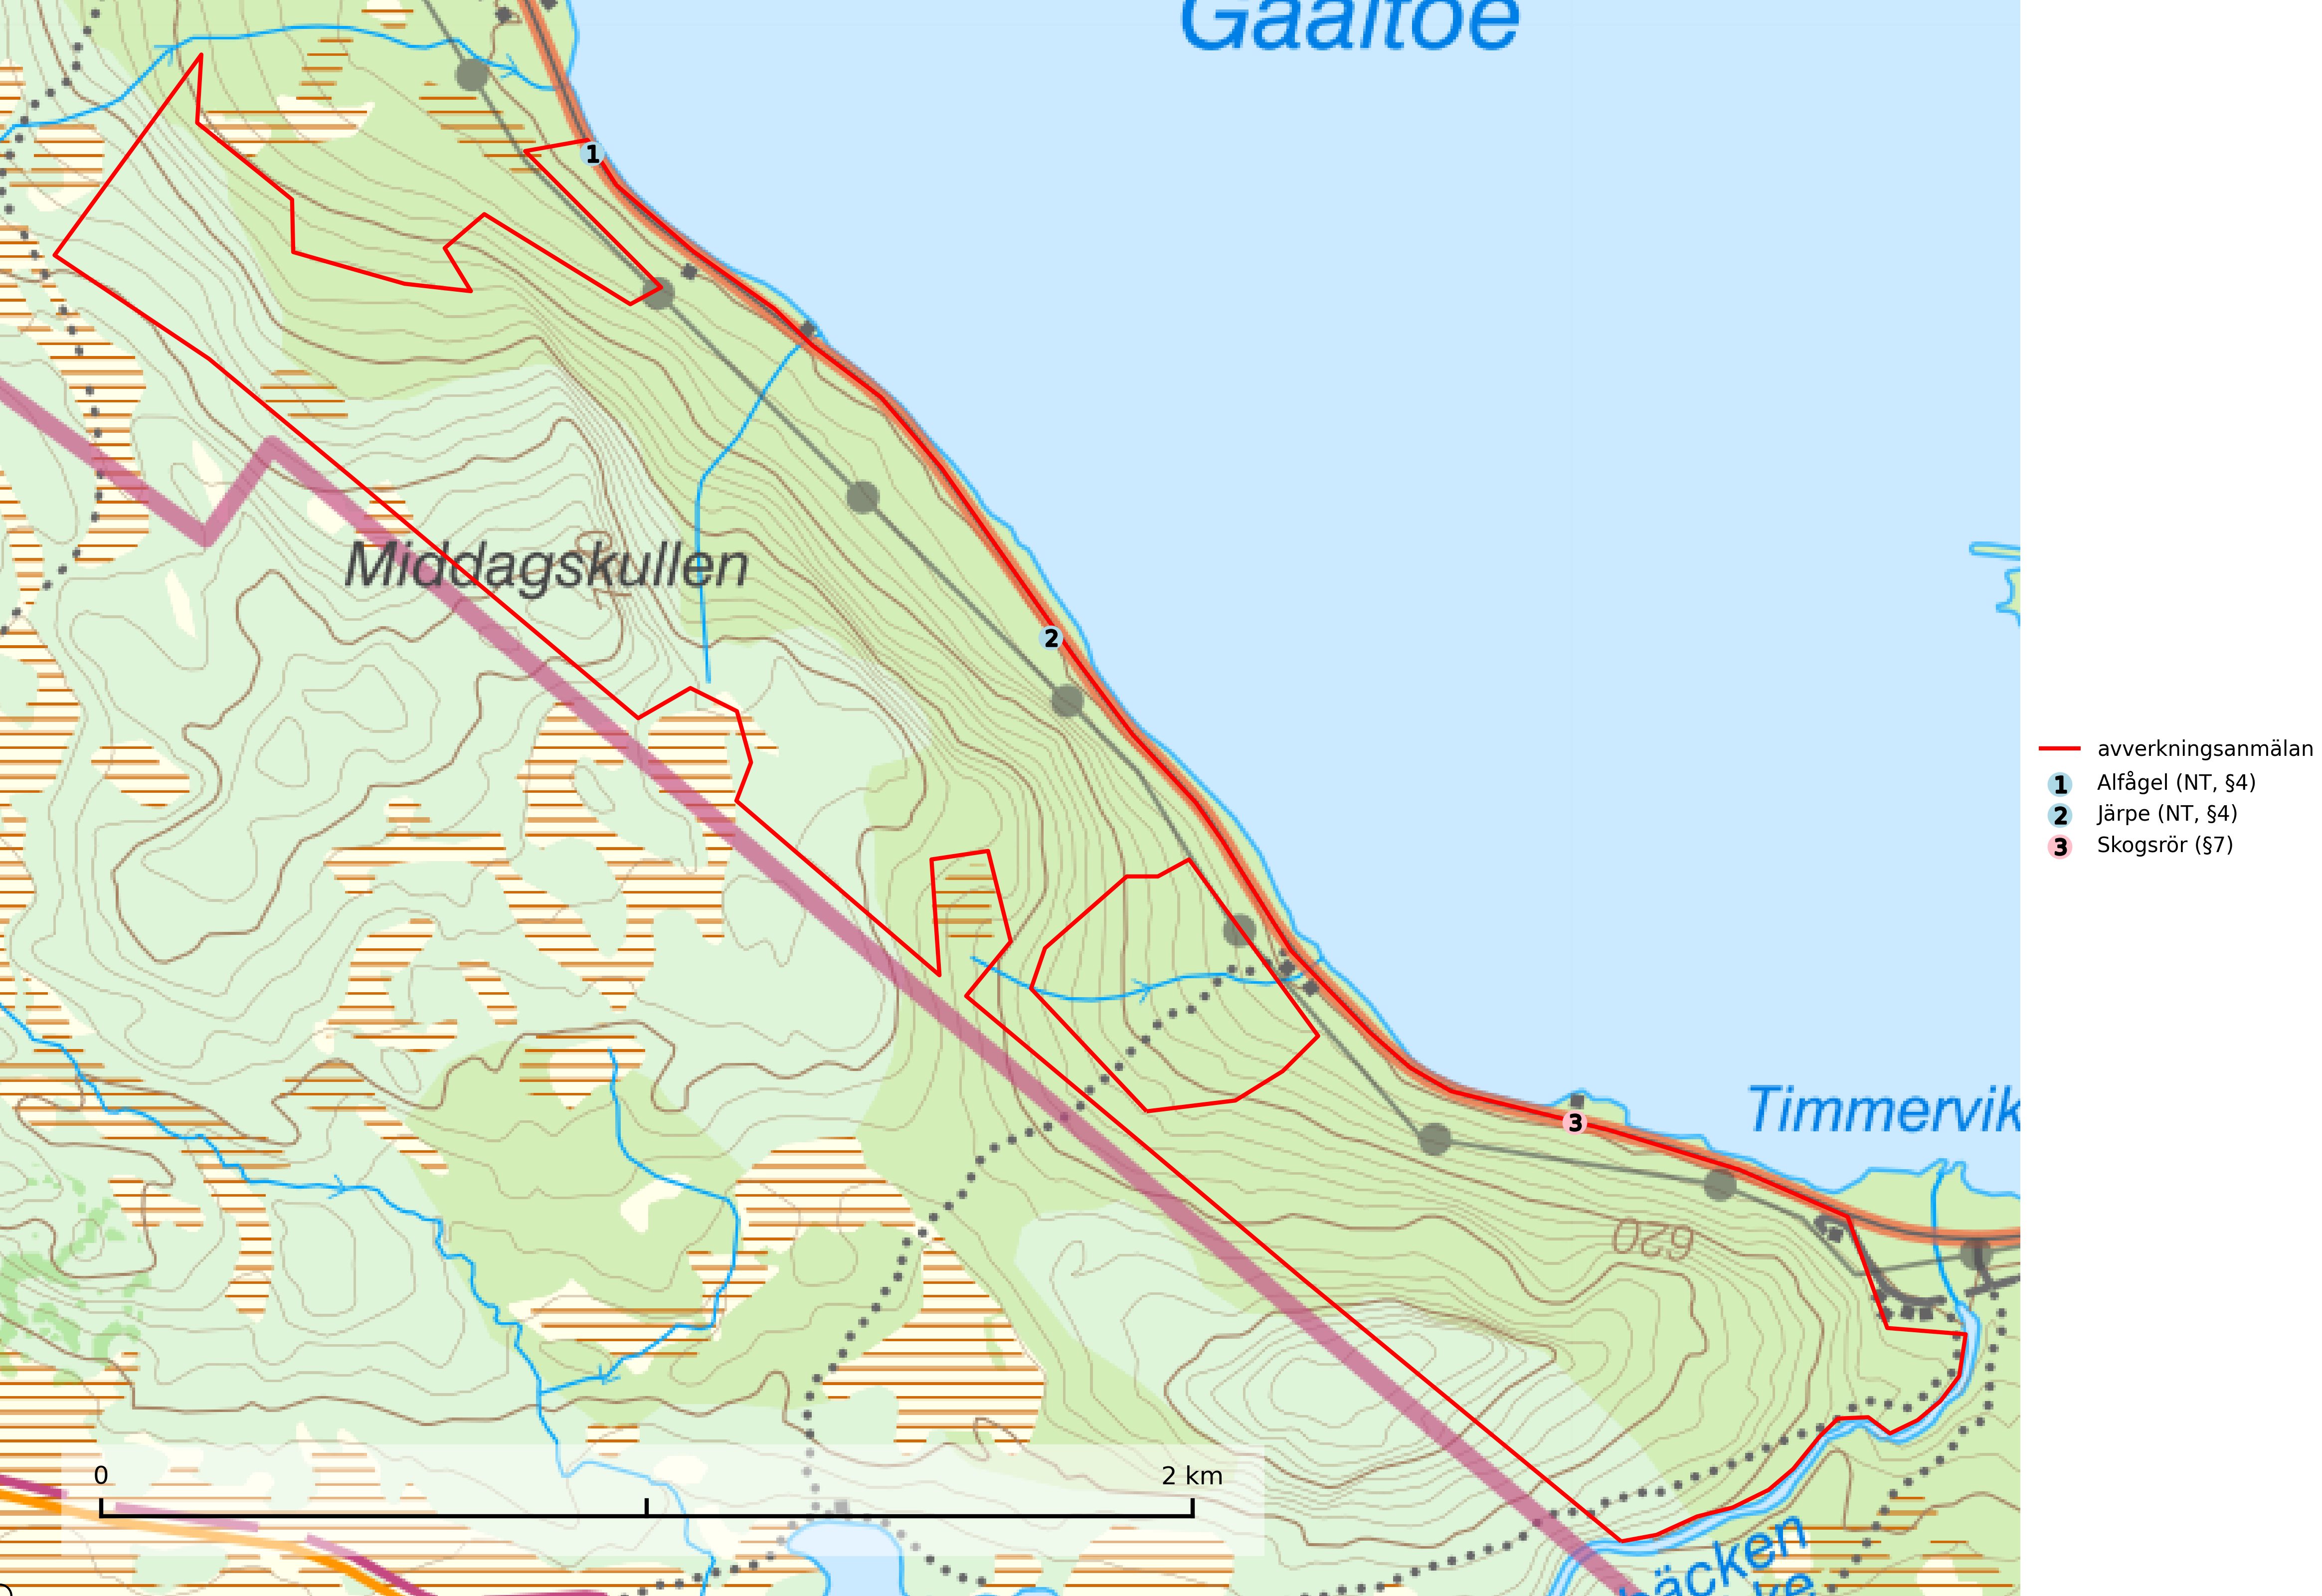 Gaaltoe
1
2
Middagskullen
avverkningsanmälan
1 Alfågel (NT, §4)
2 Järpe (NT, §4)
3 Skogsrör (§7)
Timmervik
3
620
0 2 km
bäcken